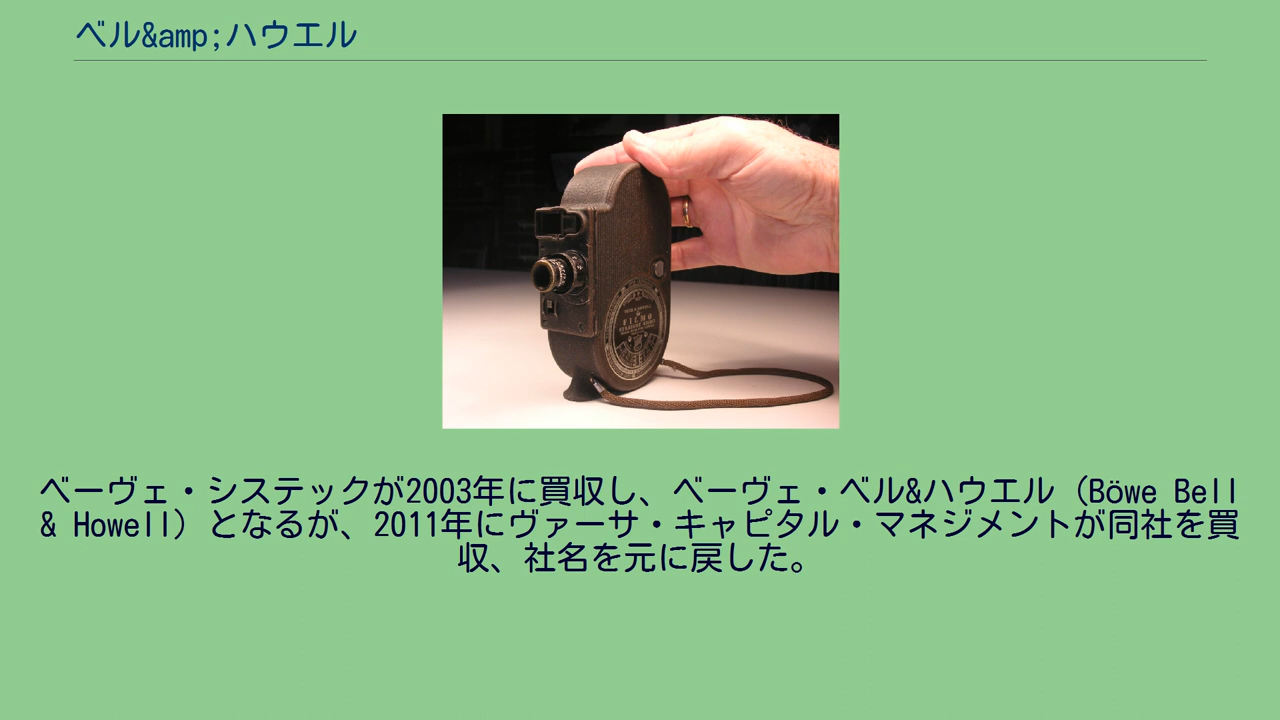 ベル&amp;ハウエル
FILMO
ベーヴェ・システックが2003年に買収し、ベーヴェ・ベル&ハウエル（Böwe Bell
& Howell）となるが、2011年にヴァーサ・キャピタル・マネジメントが同社を買
収、社名を元に戻した。